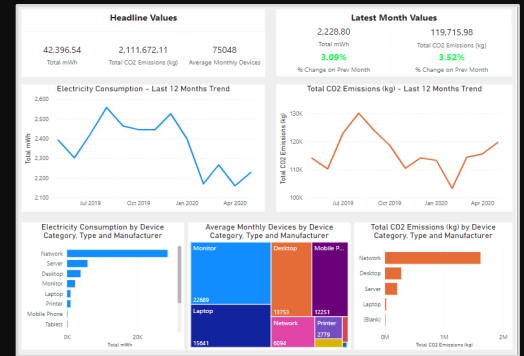 Headline Values
42,396.54
2,111,672.11
75048
Total mWh
Total CO2 Emissions (kg)
Average Monthly Devices
Latest Month Values
2,228.80
119,715.98
Total mWh
Total CO2 Emissions (kg)
3.09%
3.52%
% Change on Prev Month
% Change on Prev Month
Electricity Consumption - Last 12 Months Trend
Total mWh
2,600
2,500
2,400
2,300
2,200
2,100
Jul 2019
Oct 2019
Jan 2020
Apr 2020
Total CO2 Emissions (kg) - Last 12 Months Trend
Total CO2 Emissions (kg)
130K
120K
110K
100K
Jul 2019
Oct 2019
Jan 2020
Apr 2020
Electricity Consumption by Device
Category, Type and Manufacturer
Network
Server
Desktop
Monitor
Laptop
Printer
Mobile Phone
Tablets
0K
20K
Total mWh
Average Monthly Devices by Device
Category, Type and Manufacturer
Monitor
22689
Laptop
15641
Desktop
13753
Mobile P...
12251
Network
6094
Printer
2779
Total CO2 Emissions (kg) by Device
Category, Type and Manufacturer
Network
Desktop
Server
Laptop
(Blank)
0M
1M
2M
Total CO2 Emissions (kg)